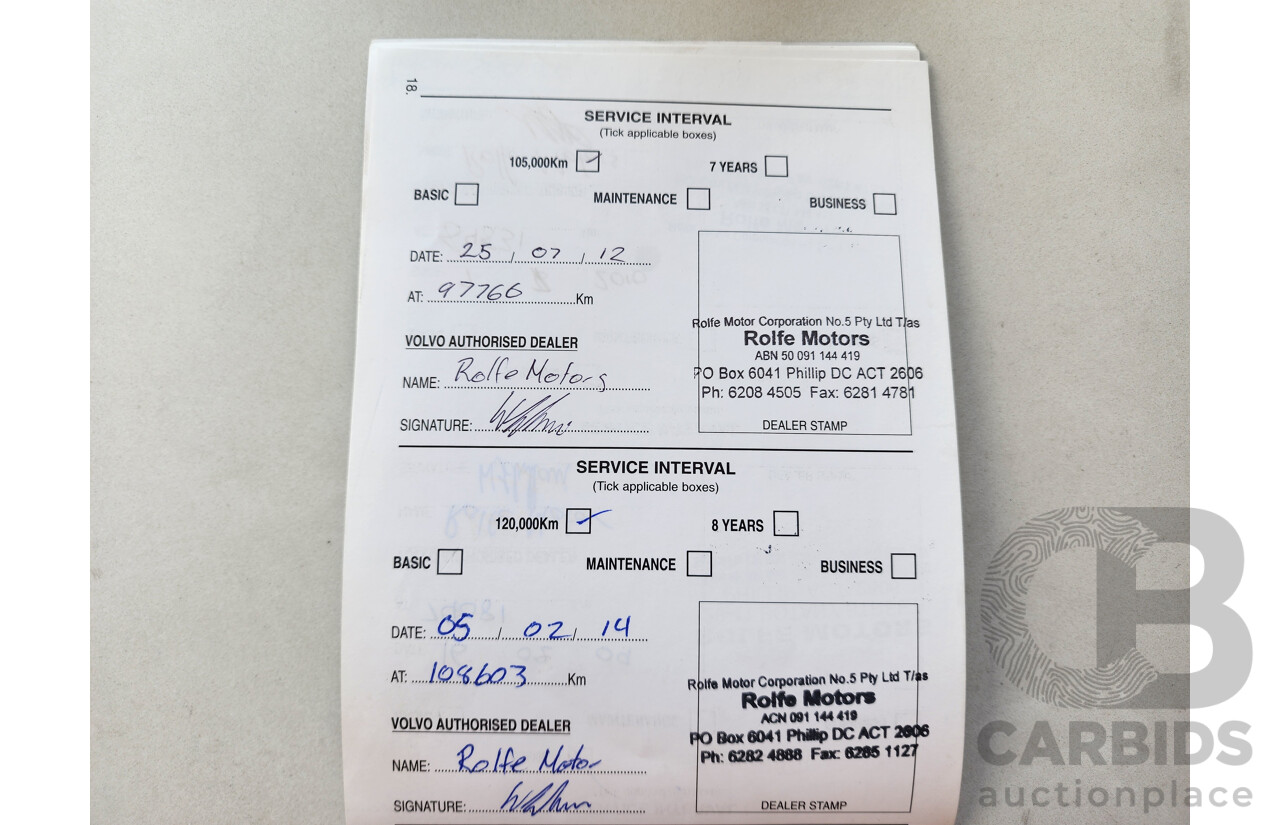 18.
SERVICE INTERVAL
(Tick applicable boxes)
105,000Km 7 YEARS
BASIC MAINTENANCE BUSINESS
DATE: 25 / 07 / 12
AT: 97766 Km
VOLVO AUTHORISED DEALER
NAME: Rolfe Motors
SIGNATURE:
Rolfe Motor Corporation No.5 Pty Ltd T/as
Rolfe Motors
ABN 50 091 144 419
PO Box 6041 Phillip DC ACT 2606
Ph: 6208 4505 Fax: 6281 4781
DEALER STAMP
SERVICE INTERVAL
(Tick applicable boxes)
120,000Km 8 YEARS
BASIC MAINTENANCE BUSINESS
DATE: 05 / 02 / 14
AT: 108603 Km
VOLVO AUTHORISED DEALER
NAME: Rolfe Motor
SIGNATURE:
Rolfe Motor Corporation No.5 Pty Ltd T/as
Rolfe Motors
ACN 091 144 419
PO Box 6041 Phillip DC ACT 2606
Ph: 6282 4888 Fax: 6285 1127
DEALER STAMP
CARBIDS
auctionplace